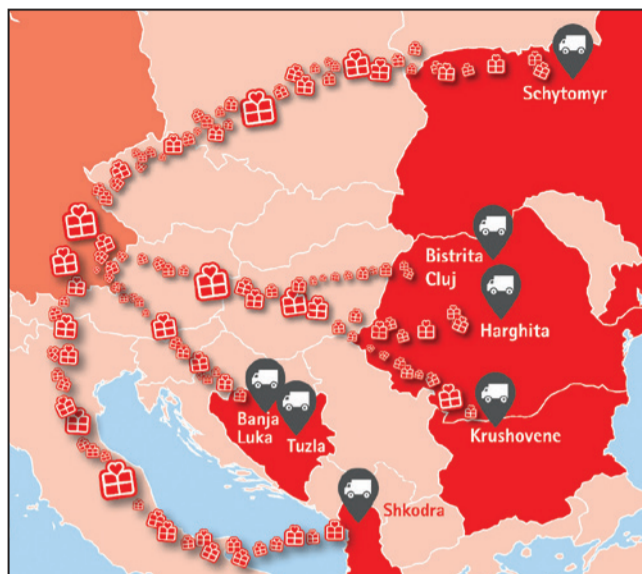 Schytomyr
Bistrita
Cluj
Harghita
Banja
Luka
Tuzla
Krushovene
Shkodra